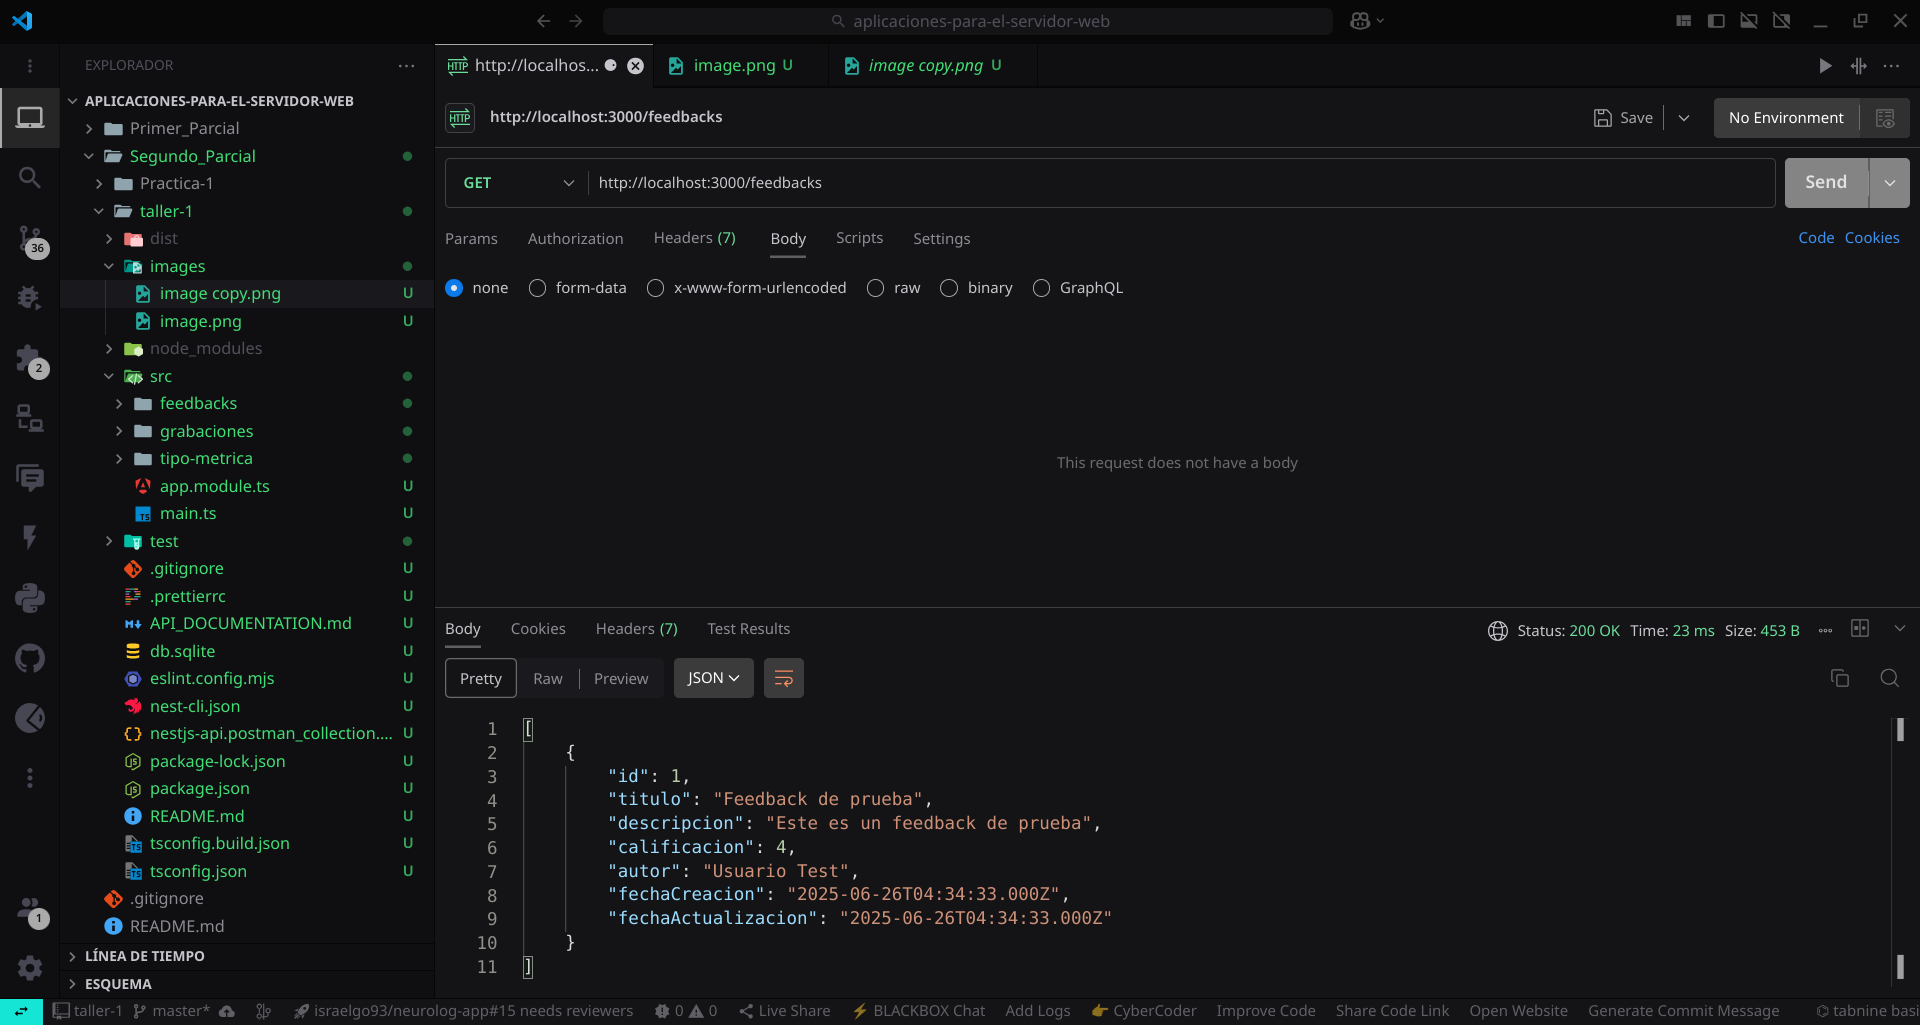 aplicaciones-para-el-servidor-web
EXPLORADOR
APLICACIONES-PARA-EL-SERVIDOR-WEB
Primer_Parcial
Segundo_Parcial
Practica-1
taller-1
dist
images
image copy.png U
image.png U
node_modules
src
feedbacks
grabaciones
tipo-metrica
app.module.ts U
main.ts U
test
.gitignore U
.prettierrc U
API_DOCUMENTATION.md U
db.sqlite U
eslint.config.mjs U
nest-cli.json U
nestjs-api.postman_collection.... U
package-lock.json U
package.json U
README.md U
tsconfig.build.json U
tsconfig.json U
.gitignore
README.md
LÍNEA DE TIEMPO
ESQUEMA
36
2
1
HTTP http://localhos... image.png U image copy.png U
HTTP http://localhost:3000/feedbacks Save No Environment
GET http://localhost:3000/feedbacks Send
Params Authorization Headers (7) Body Scripts Settings Code Cookies
none form-data x-www-form-urlencoded raw binary GraphQL
This request does not have a body
Body Cookies Headers (7) Test Results Status: 200 OK Time: 23 ms Size: 453 B
Pretty Raw Preview JSON
1 [
2 {
3 "id": 1,
4 "titulo": "Feedback de prueba",
5 "descripcion": "Este es un feedback de prueba",
6 "calificacion": 4,
7 "autor": "Usuario Test",
8 "fechaCreacion": "2025-06-26T04:34:33.000Z",
9 "fechaActualizacion": "2025-06-26T04:34:33.000Z"
10 }
11 ]
taller-1 master* israelgo93/neurolog-app#15 needs reviewers 0 0 Live Share BLACKBOX Chat Add Logs CyberCoder Improve Code Share Code Link Open Website Generate Commit Message tabnine basi